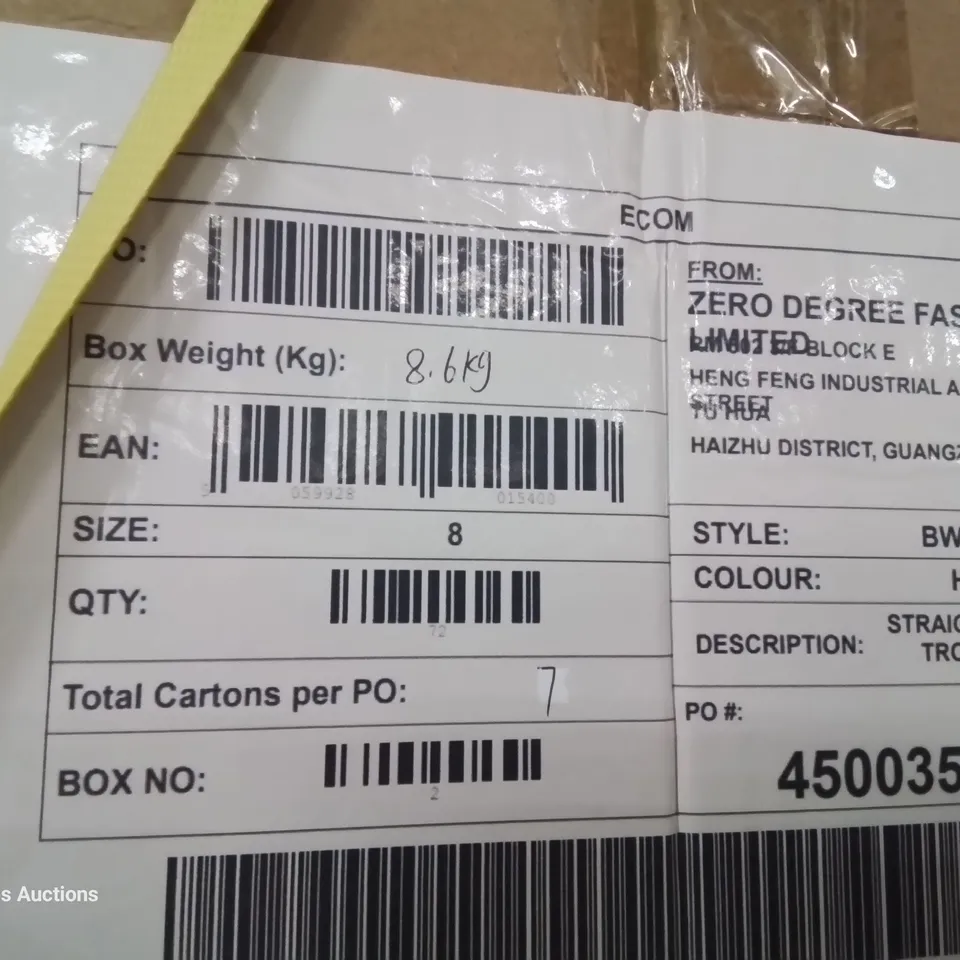 ECOM
O:
Box Weight (Kg): 8.6kg
EAN:
059928 015400
SIZE: 8
QTY:
72
Total Cartons per PO: 7
BOX NO:
2
FROM:
ZERO DEGREE FAS
LIMITED
BLOCK E
HENG FENG INDUSTRIAL A
STREET
YU HUA
HAIZHU DISTRICT, GUANGZ
STYLE: BW
COLOUR: H
DESCRIPTION: STRAIG
TRO
PO #:
450035
s Auctions